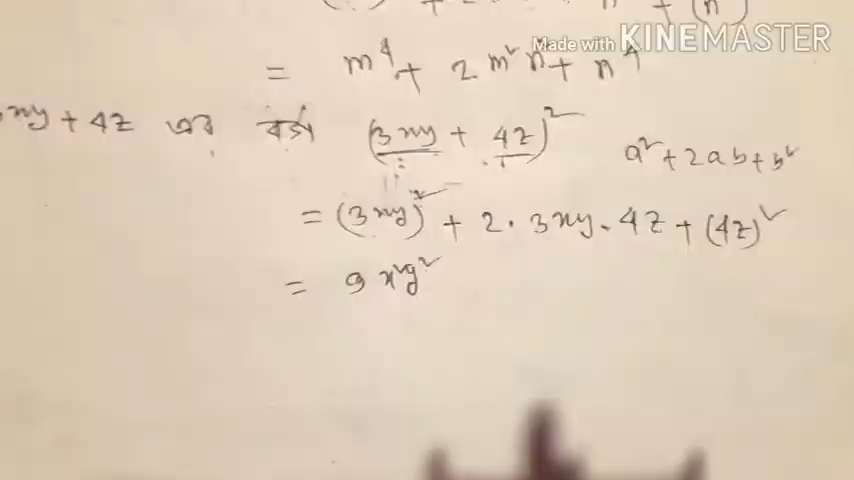 Made with KINEMASTER
= m⁴ + 2m²n + n⁴
xy + 4z এর বর্গ (3xy + 4z)²
a² + 2ab + b²
= (3xy)² + 2 · 3xy · 4z + (4z)²
= 9x²y²